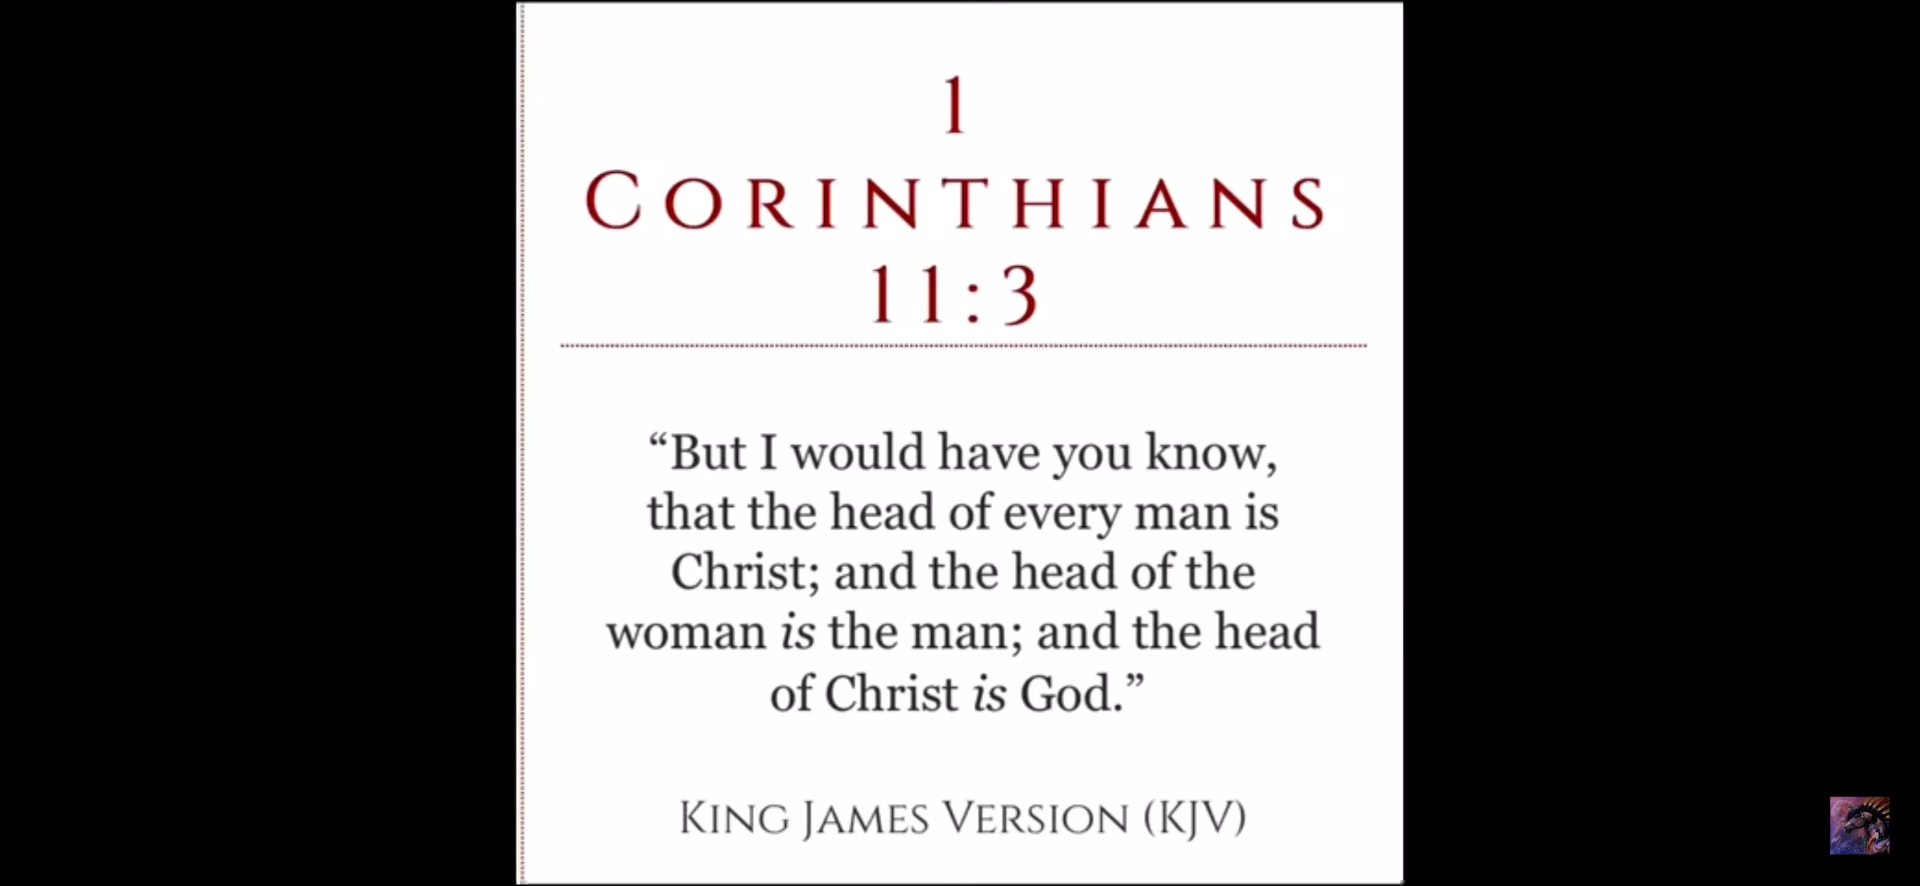 1
CORINTHIANS
11:3
“But I would have you know,
that the head of every man is
Christ; and the head of the
woman is the man; and the head
of Christ is God.”
KING JAMES VERSION (KJV)